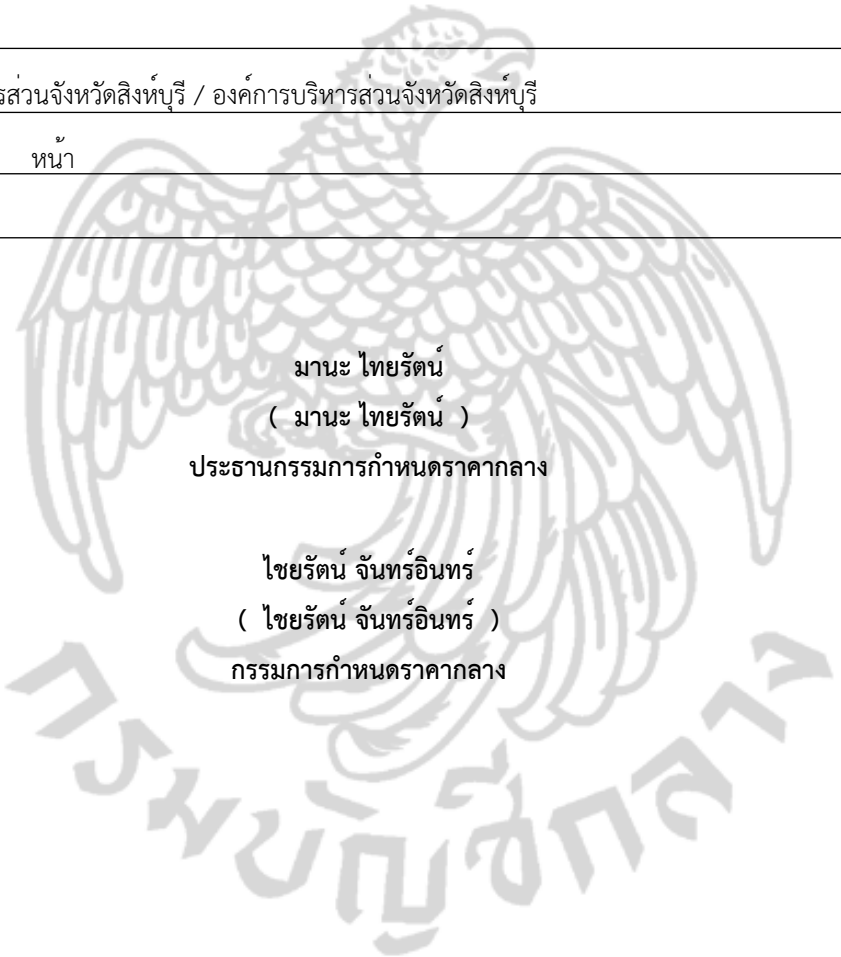 รส่วนจังหวัดสิงห์บุรี / องค์การบริหารส่วนจังหวัดสิงห์บุรี
หน้า
มานะ ไทยรัตน์
( มานะ ไทยรัตน์ )
ประธานกรรมการกำหนดราคากลาง
ไชยรัตน์ จันทร์อินทร์
( ไชยรัตน์ จันทร์อินทร์ )
กรรมการกำหนดราคากลาง
กรมบัญชีกลาง